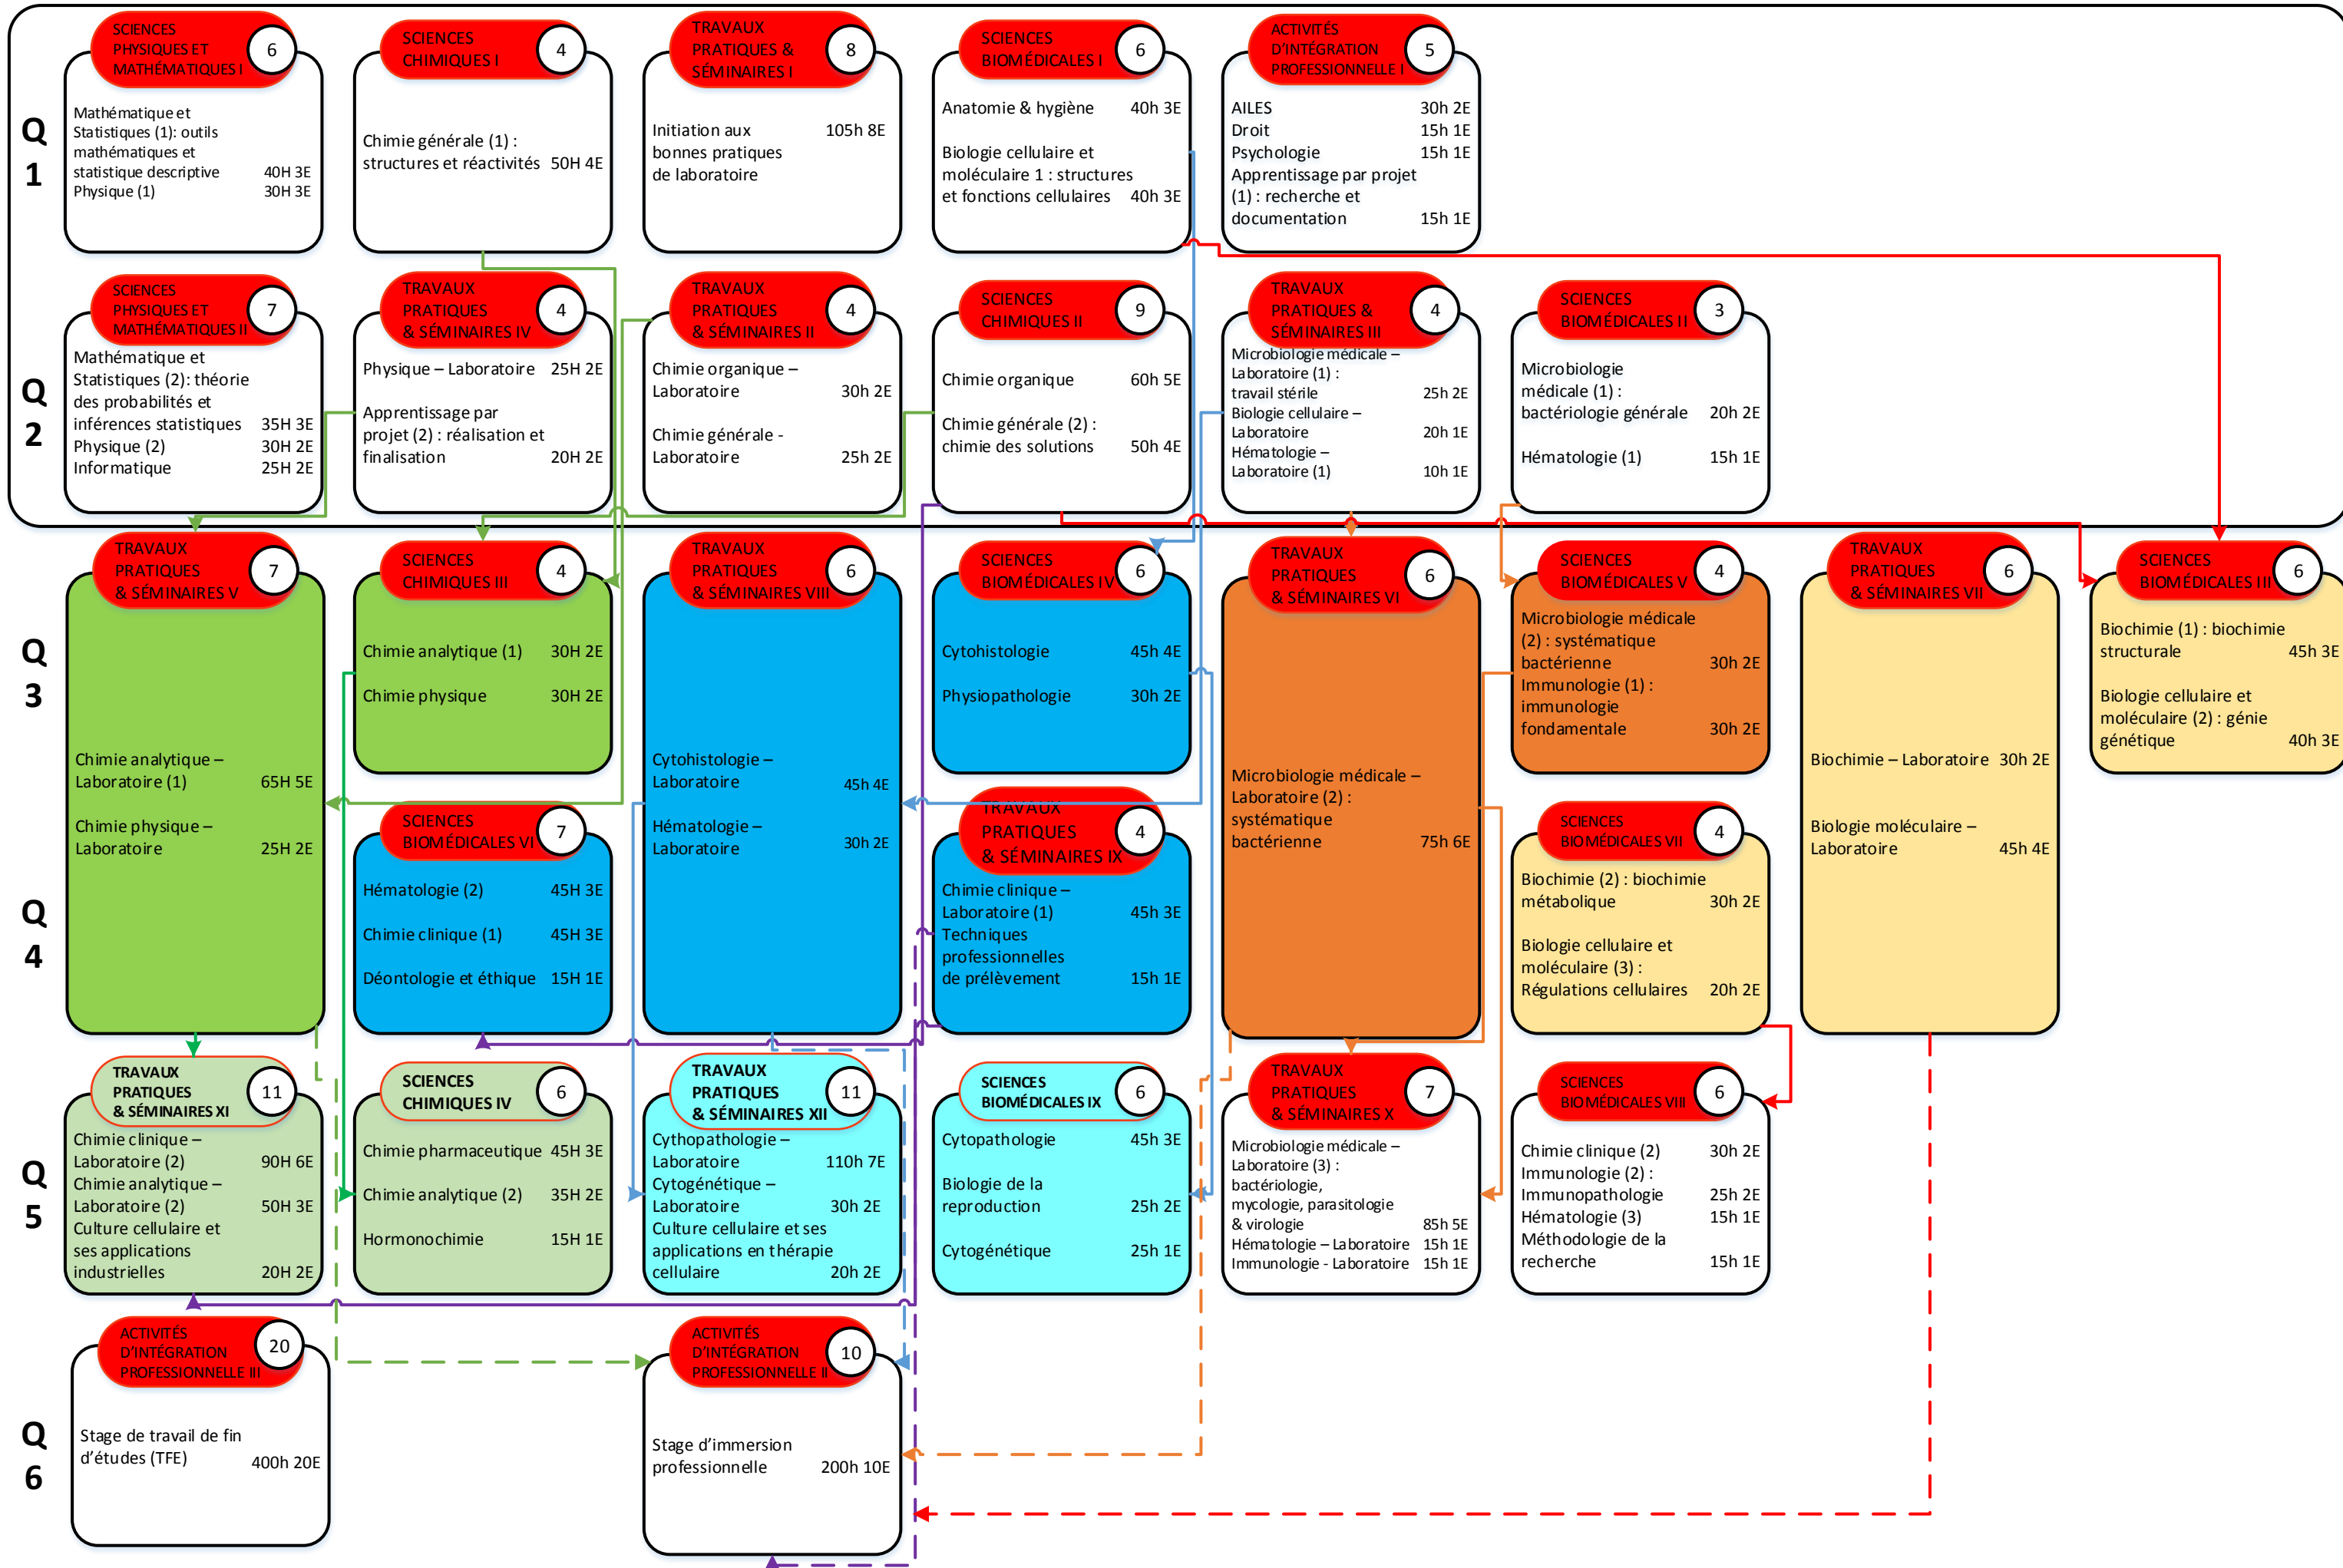 Q
1
SCIENCES
PHYSIQUES ET
MATHÉMATIQUES I
6
Mathématique et
Statistiques (1): outils
mathématiques et
statistique descriptive 40H 3E
Physique (1) 30H 3E
SCIENCES
CHIMIQUES I
4
Chimie générale (1) :
structures et réactivités 50H 4E
TRAVAUX
PRATIQUES &
SÉMINAIRES I
8
Initiation aux 105h 8E
bonnes pratiques
de laboratoire
SCIENCES
BIOMÉDICALES I
6
Anatomie & hygiène 40h 3E
Biologie cellulaire et
moléculaire 1 : structures
et fonctions cellulaires 40h 3E
ACTIVITÉS
D'INTÉGRATION
PROFESSIONNELLE I
5
AILES 30h 2E
Droit 15h 1E
Psychologie 15h 1E
Apprentissage par projet
(1) : recherche et
documentation 15h 1E
Q
2
SCIENCES
PHYSIQUES ET
MATHÉMATIQUES II
7
Mathématique et
Statistiques (2): théorie
des probabilités et
inférences statistiques 35H 3E
Physique (2) 30H 2E
Informatique 25H 2E
TRAVAUX
PRATIQUES
& SÉMINAIRES IV
4
Physique – Laboratoire 25H 2E
Apprentissage par
projet (2) : réalisation et
finalisation 20H 2E
TRAVAUX
PRATIQUES
& SÉMINAIRES II
4
Chimie organique –
Laboratoire 30h 2E
Chimie générale -
Laboratoire 25h 2E
SCIENCES
CHIMIQUES II
9
Chimie organique 60h 5E
Chimie générale (2) :
chimie des solutions 50h 4E
TRAVAUX
PRATIQUES &
SÉMINAIRES III
4
Microbiologie médicale –
Laboratoire (1) :
travail stérile 25h 2E
Biologie cellulaire –
Laboratoire 20h 1E
Hématologie –
Laboratoire (1) 10h 1E
SCIENCES
BIOMÉDICALES II
3
Microbiologie
médicale (1) :
bactériologie générale 20h 2E
Hématologie (1) 15h 1E
Q
3
TRAVAUX
PRATIQUES
& SÉMINAIRES V
7
Chimie analytique –
Laboratoire (1) 65H 5E
Chimie physique –
Laboratoire 25H 2E
SCIENCES
CHIMIQUES III
4
Chimie analytique (1) 30H 2E
Chimie physique 30H 2E
TRAVAUX
PRATIQUES
& SÉMINAIRES VIII
6
Cytohistologie –
Laboratoire 45h 4E
Hématologie –
Laboratoire 30h 2E
SCIENCES
BIOMÉDICALES IV
6
Cytohistologie 45h 4E
Physiopathologie 30h 2E
TRAVAUX
PRATIQUES
& SÉMINAIRES VI
6
Microbiologie médicale –
Laboratoire (2) :
systématique
bactérienne 75h 6E
SCIENCES
BIOMÉDICALES V
4
Microbiologie médicale
(2) : systématique
bactérienne 30h 2E
Immunologie (1) :
immunologie
fondamentale 30h 2E
TRAVAUX
PRATIQUES
& SÉMINAIRES VII
6
Biochimie – Laboratoire 30h 2E
Biologie moléculaire –
Laboratoire 45h 4E
SCIENCES
BIOMÉDICALES III
6
Biochimie (1) : biochimie
structurale 45h 3E
Biologie cellulaire et
moléculaire (2) : génie
génétique 40h 3E
Q
4
SCIENCES
BIOMÉDICALES VI
7
Hématologie (2) 45H 3E
Chimie clinique (1) 45H 3E
Déontologie et éthique 15H 1E
TRAVAUX
PRATIQUES
& SÉMINAIRES IX
4
Chimie clinique –
Laboratoire (1) 45h 3E
Techniques
professionnelles
de prélèvement 15h 1E
SCIENCES
BIOMÉDICALES VII
4
Biochimie (2) : biochimie
métabolique 30h 2E
Biologie cellulaire et
moléculaire (3) :
Régulations cellulaires 20h 2E
Q
5
TRAVAUX
PRATIQUES
& SÉMINAIRES XI
11
Chimie clinique –
Laboratoire (2) 90H 6E
Chimie analytique –
Laboratoire (2) 50H 3E
Culture cellulaire et
ses applications
industrielles 20H 2E
SCIENCES
CHIMIQUES IV
6
Chimie pharmaceutique 45H 3E
Chimie analytique (2) 35H 2E
Hormonochimie 15H 1E
TRAVAUX
PRATIQUES
& SÉMINAIRES XII
11
Cythopathologie –
Laboratoire 110h 7E
Cytogénétique –
Laboratoire 30h 2E
Culture cellulaire et ses
applications en thérapie
cellulaire 20h 2E
SCIENCES
BIOMÉDICALES IX
6
Cytopathologie 45h 3E
Biologie de la
reproduction 25h 2E
Cytogénétique 25h 1E
TRAVAUX
PRATIQUES
& SÉMINAIRES X
7
Microbiologie médicale –
Laboratoire (3) :
bactériologie,
mycologie, parasitologie
& virologie 85h 5E
Hématologie – Laboratoire 15h 1E
Immunologie - Laboratoire 15h 1E
SCIENCES
BIOMÉDICALES VIII
6
Chimie clinique (2) 30h 2E
Immunologie (2) :
Immunopathologie 25h 2E
Hématologie (3) 15h 1E
Méthodologie de la
recherche 15h 1E
Q
6
ACTIVITÉS
D'INTÉGRATION
PROFESSIONNELLE III
20
Stage de travail de fin
d'études (TFE) 400h 20E
ACTIVITÉS
D'INTÉGRATION
PROFESSIONNELLE II
10
Stage d'immersion
professionnelle 200h 10E